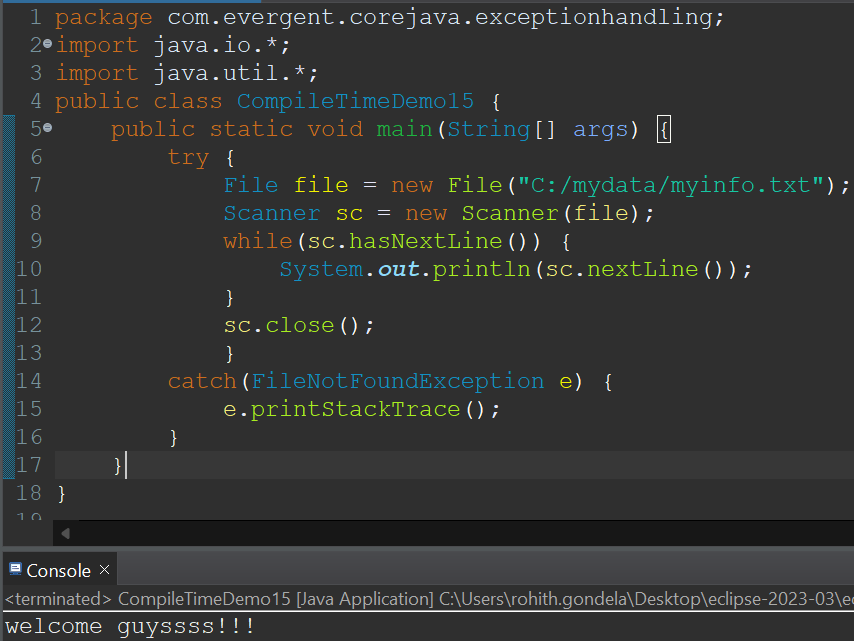 1 package com.evergent.corejava.exceptionhandling;
2 import java.io.*;
3 import java.util.*;
4 public class CompileTimeDemo15 {
5     public static void main(String[] args) {
6         try {
7             File file = new File("C:/mydata/myinfo.txt");
8             Scanner sc = new Scanner(file);
9             while(sc.hasNextLine()) {
10                 System.out.println(sc.nextLine());
11             }
12             sc.close();
13             }
14         catch(FileNotFoundException e) {
15             e.printStackTrace();
16         }
17     }
18 }
19
Console
<terminated> CompileTimeDemo15 [Java Application] C:\Users\rohith.gondela\Desktop\eclipse-2023-03\ec
welcome guyssss!!!